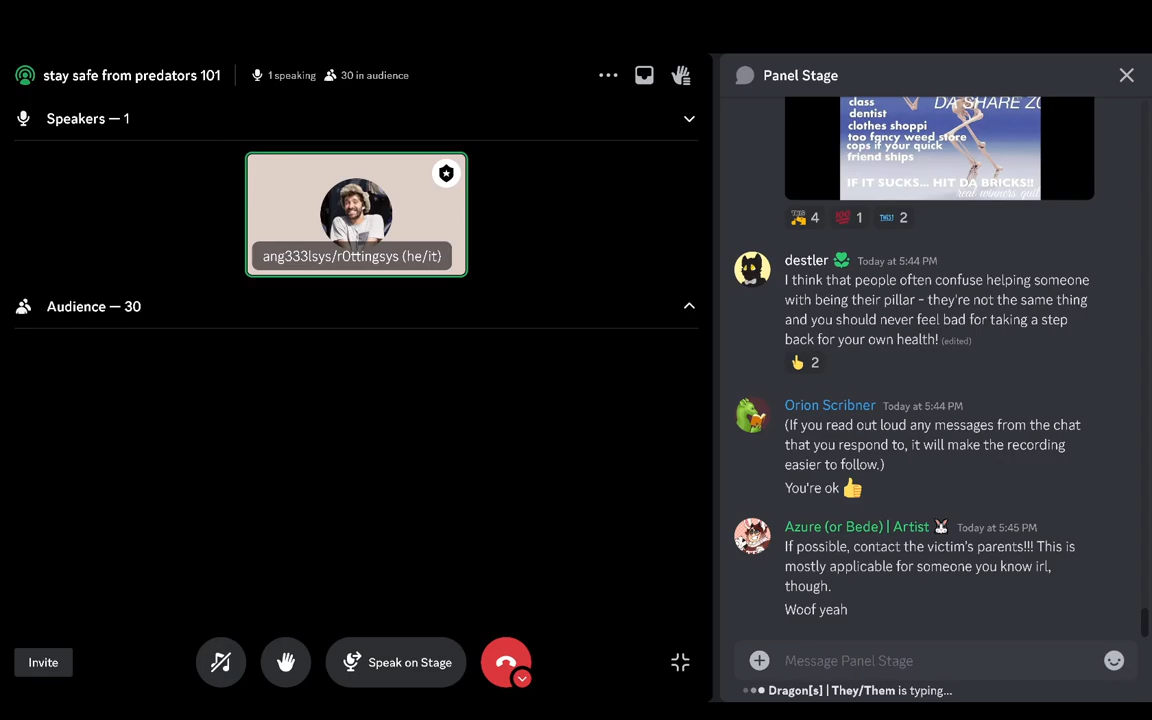 stay safe from predators 101
1 speaking
30 in audience
Speakers — 1
ang333lsys/r0ttingsys (he/it)
Audience — 30
Invite
Speak on Stage
Panel Stage
DA SHARE ZO
class
dentist
clothes shoppi
too fgncy weed store
cops if your quick
friend ships
IF IT SUCKS... HIT DA BRICKS!!
real winners quit
4
1
THIS! 2
destler Today at 5:44 PM
I think that people often confuse helping someone
with being their pillar - they're not the same thing
and you should never feel bad for taking a step
back for your own health! (edited)
2
Orion Scribner Today at 5:44 PM
(If you read out loud any messages from the chat
that you respond to, it will make the recording
easier to follow.)
You're ok
Azure (or Bede) | Artist Today at 5:45 PM
If possible, contact the victim's parents!!! This is
mostly applicable for someone you know irl,
though.
Woof yeah
Message Panel Stage
Dragon[s] | They/Them is typing...